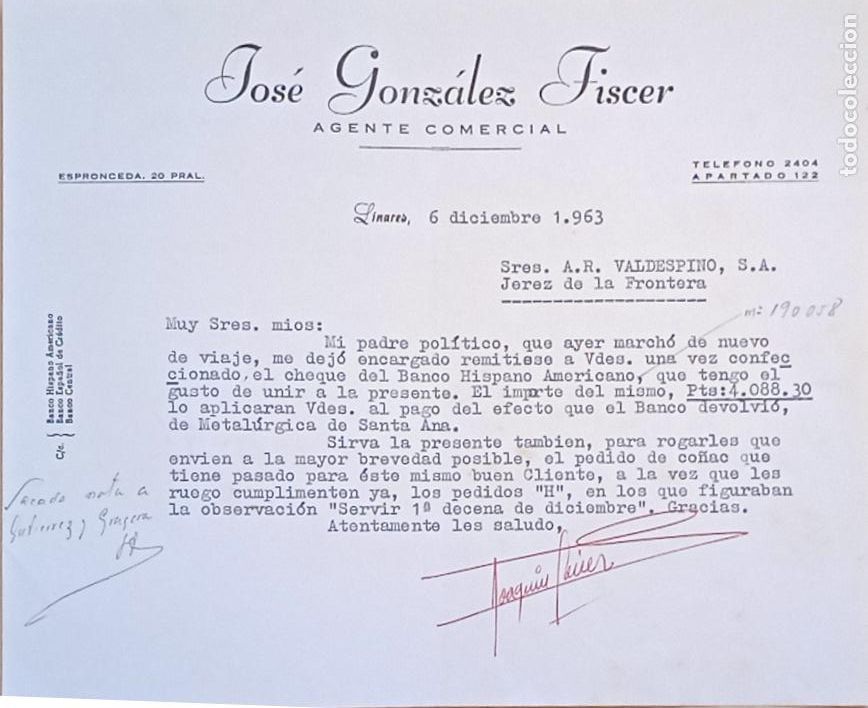 José González Fiscer
AGENTE COMERCIAL
ESPRONCEDA, 20 PRAL.
TELEFONO 2404
APARTADO 122
Linares, 6 diciembre 1.963
Sres. A.R. VALDESPINO, S.A.
Jerez de la Frontera
m: 190058
Muy Sres. mios:
Mi padre político, que ayer marchó de nuevo
de viaje, me dejó encargado remitiese a Vdes. una vez confec
cionado, el cheque del Banco Hispano Americano, que tengo el
gusto de unir a la presente. El imprte del mismo, Pts:4.088.30
lo aplicaran Vdes. al pago del efecto que el Banco devolvió,
de Metalúrgica de Santa Ana.
Sirva la presente tambien, para rogarles que
envien a la mayor brevedad posible, el pedido de coñac que
tiene pasado para éste mismo buen Cliente, a la vez que les
ruego cumplimenten ya, los pedidos "H", en los que figuraban
la observación "Servir 1ª decena de diciembre". Gracias.
Atentamente les saludo,
C/c.
Banco Hispano Americano
Banco Español de Crédito
Banco Central
Sacado nota a
Gutierrez y
Joaquin
todocoleccion